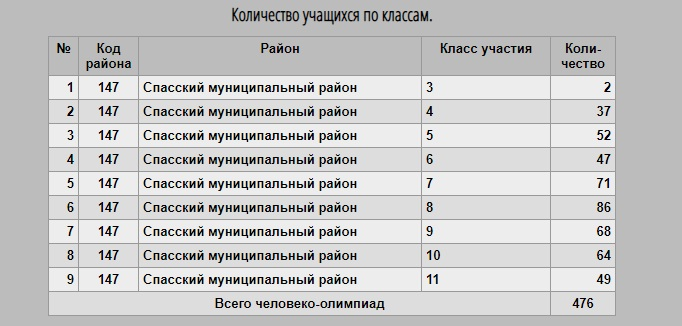 Количество учащихся по классам.
№ Код района Район Класс участия Коли-чество
1 147 Спасский муниципальный район 3 2
2 147 Спасский муниципальный район 4 37
3 147 Спасский муниципальный район 5 52
4 147 Спасский муниципальный район 6 47
5 147 Спасский муниципальный район 7 71
6 147 Спасский муниципальный район 8 86
7 147 Спасский муниципальный район 9 68
8 147 Спасский муниципальный район 10 64
9 147 Спасский муниципальный район 11 49
Всего человеко-олимпиад 476